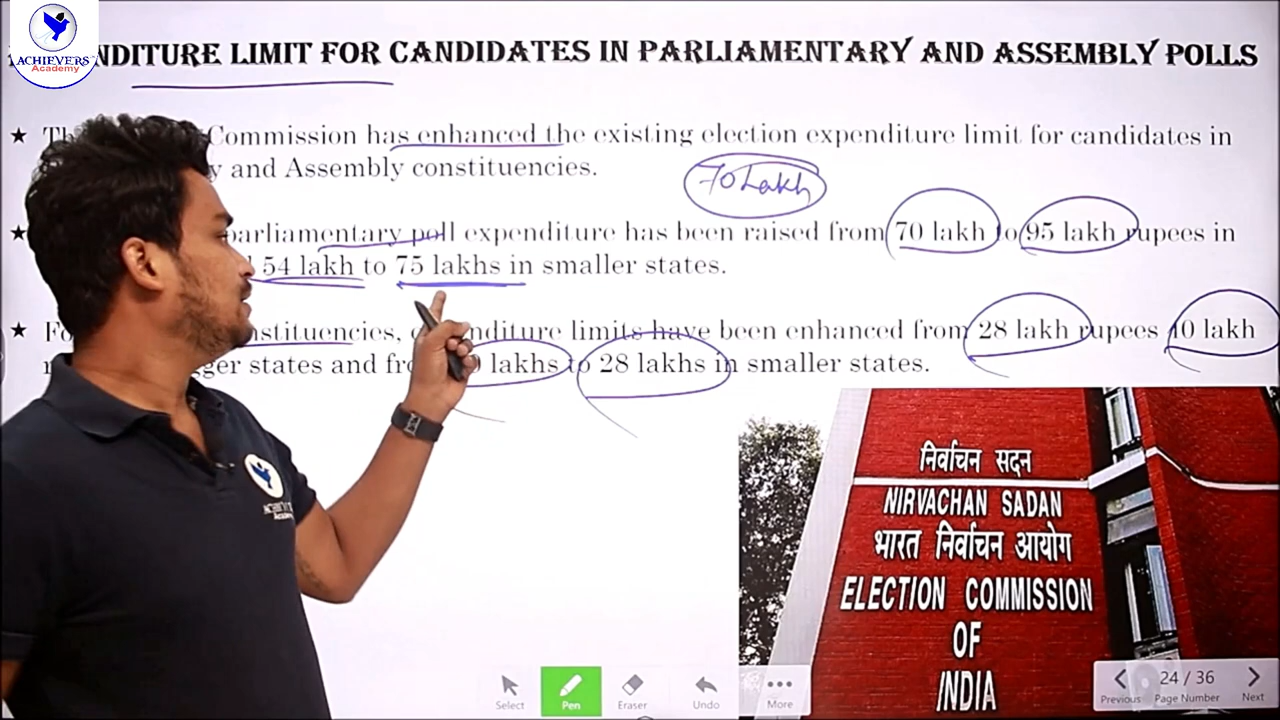 ACHIEVERS
Academy
NDITURE LIMIT FOR CANDIDATES IN PARLIAMENTARY AND ASSEMBLY POLLS
★ Commission has enhanced the existing election expenditure limit for candidates in
and Assembly constituencies.
70 Lakh
★ parliamentary poll expenditure has been raised from 70 lakh to 95 lakh rupees in
54 lakh to 75 lakhs in smaller states.
★ nstituencies, nditure limits have been enhanced from 28 lakh rupees 40 lakh
states and lakhs to 28 lakhs in smaller states.
Academy
निर्वाचन सदन
NIRVACHAN SADAN
भारत निर्वाचन आयोग
ELECTION COMMISSION
OF
INDIA
Select Pen Eraser Undo More
24 / 36
Previous Page Number Next